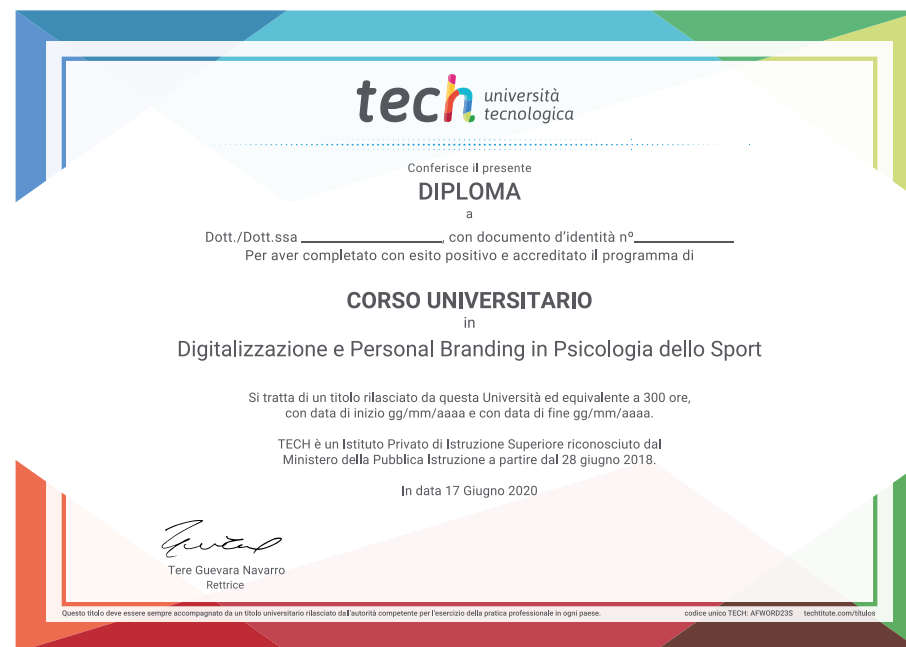 tech università
tecnologica
Conferisce il presente
DIPLOMA
a
Dott./Dott.ssa ____________________, con documento d'identità nº______________
Per aver completato con esito positivo e accreditato il programma di
CORSO UNIVERSITARIO
in
Digitalizzazione e Personal Branding in Psicologia dello Sport
Si tratta di un titolo rilasciato da questa Università ed equivalente a 300 ore,
con data di inizio gg/mm/aaaa e con data di fine gg/mm/aaaa.
TECH è un Istituto Privato di Istruzione Superiore riconosciuto dal
Ministero della Pubblica Istruzione a partire dal 28 giugno 2018.
In data 17 Giugno 2020
Tere Guevara Navarro
Rettrice
Questo titolo deve essere sempre accompagnato da un titolo universitario rilasciato dall'autorità competente per l'esercizio della pratica professionale in ogni paese. codice unico TECH: AFWORD23S techtitute.com/titulos